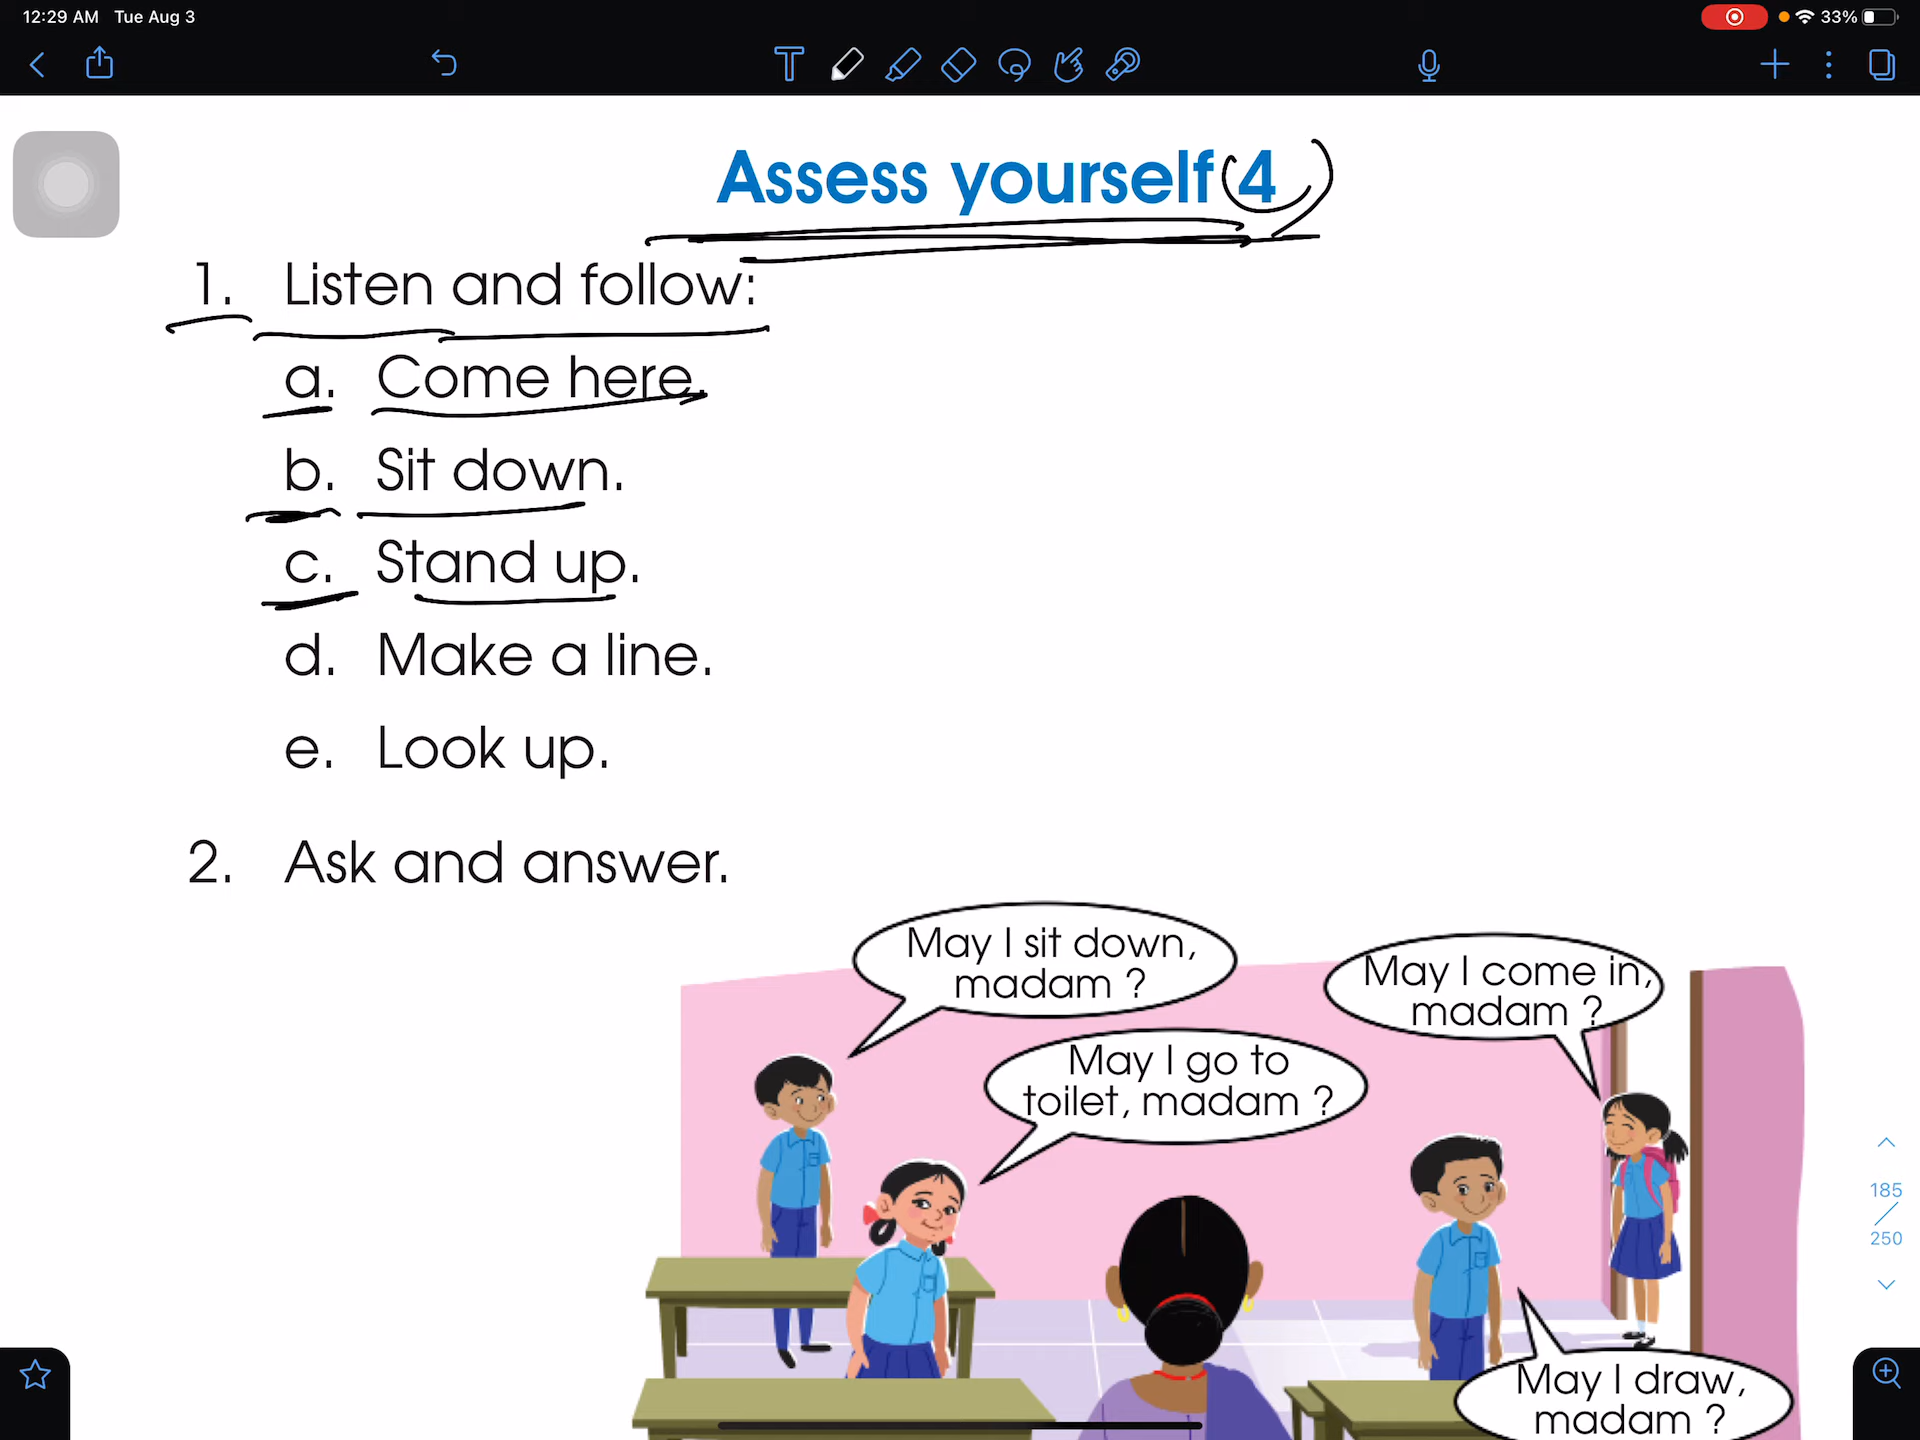 12:29 AM Tue Aug 3
33%
Assess yourself 4
1. Listen and follow:
a. Come here.
b. Sit down.
c. Stand up.
d. Make a line.
e. Look up.
2. Ask and answer.
May I sit down,
madam ?
May I come in,
madam ?
May I go to
toilet, madam ?
185
250
May I draw,
madam ?